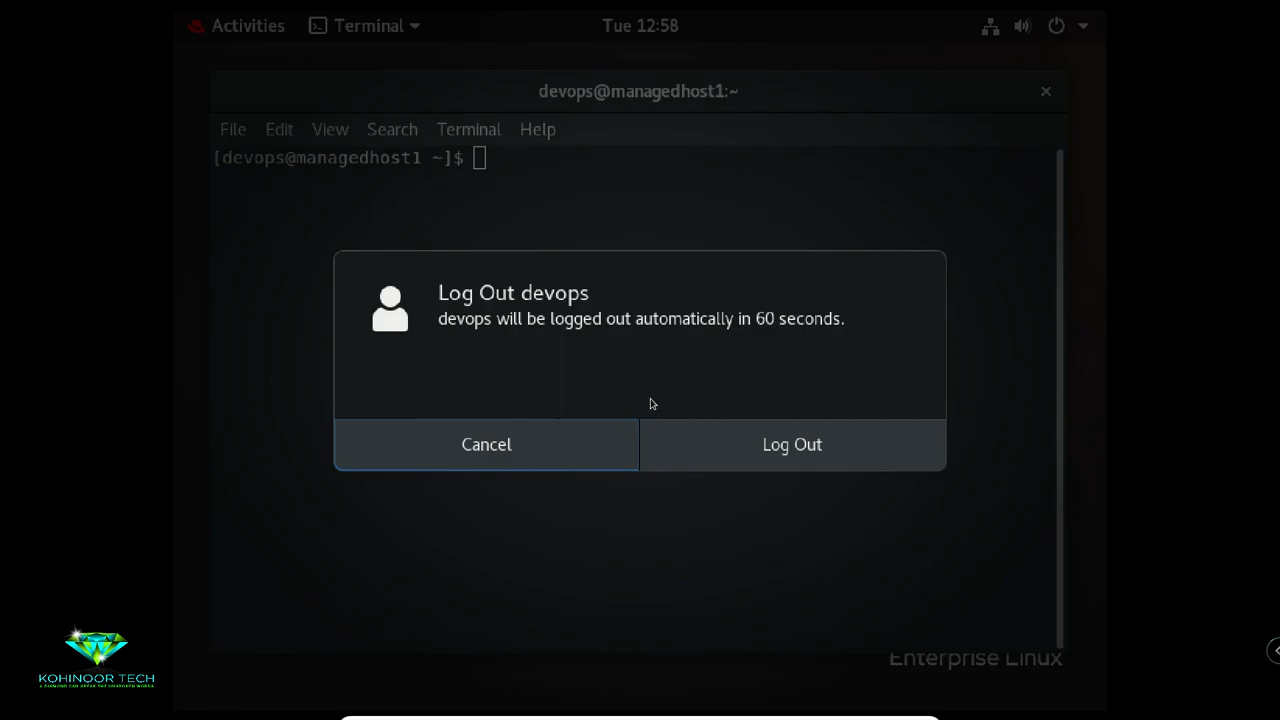 Activities Terminal Tue 12:58
devops@managedhost1:~
File Edit View Search Terminal Help
[devops@managedhost1 ~]$
Log Out devops
devops will be logged out automatically in 60 seconds.
Cancel Log Out
Enterprise Linux
KOHINOOR TECH